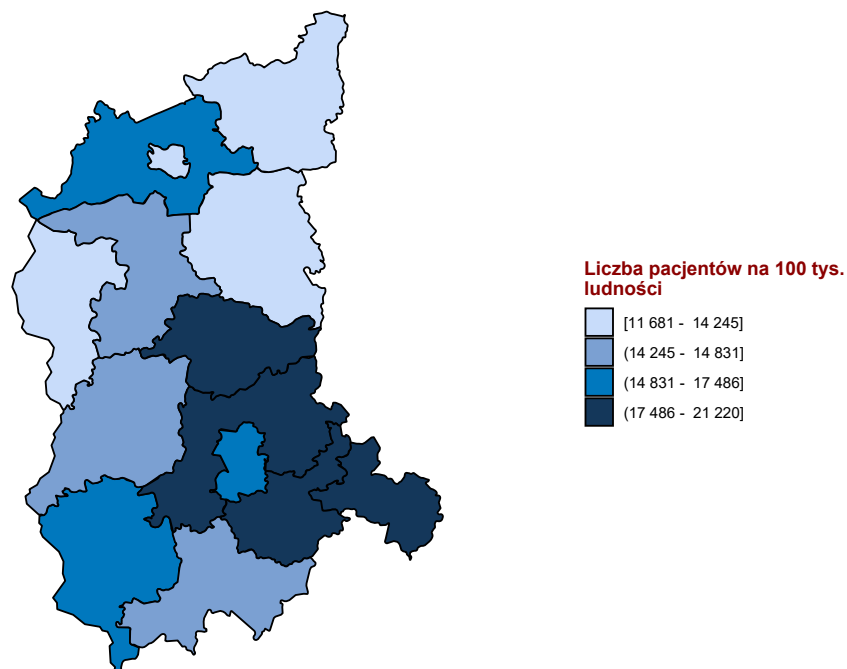 Liczba pacjentów na 100 tys.
ludności
[11 681 - 14 245]
(14 245 - 14 831]
(14 831 - 17 486]
(17 486 - 21 220]